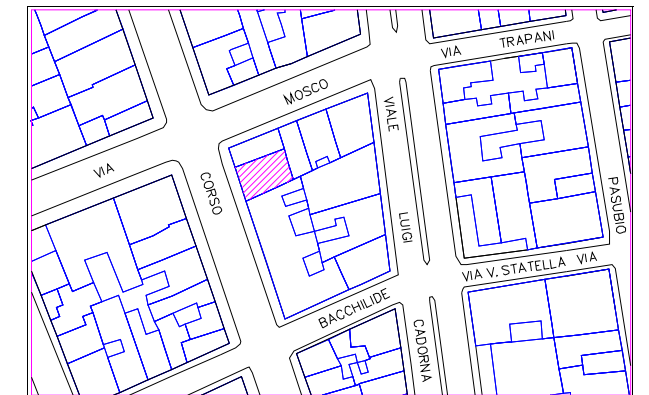 VIA TRAPANI
MOSCO
VIALE
VIA
CORSO
LUIGI
PASUBIO
VIA V. STATELLA VIA
BACCHILIDE
CADORNA